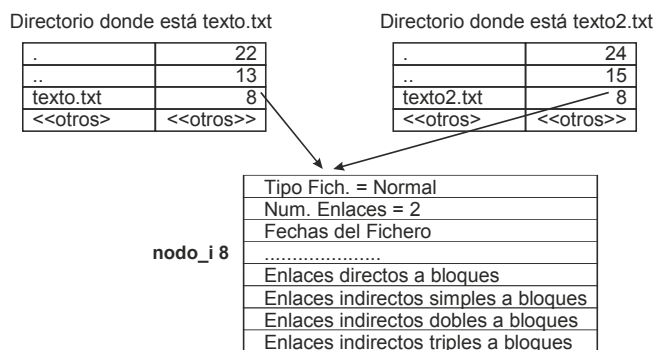 Directorio donde está texto.txt
Directorio donde está texto2.txt
. 22
.. 13
texto.txt 8
<<otros> <<otros>>
. 24
.. 15
texto2.txt 8
<<otros> <<otros>>
nodo_i 8
Tipo Fich. = Normal
Num. Enlaces = 2
Fechas del Fichero
.....................
Enlaces directos a bloques
Enlaces indirectos simples a bloques
Enlaces indirectos dobles a bloques
Enlaces indirectos triples a bloques